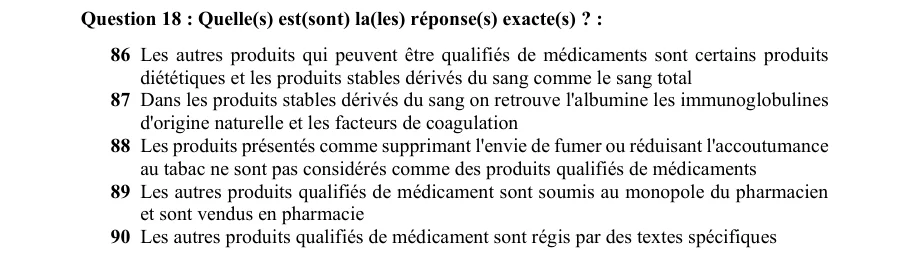 Question 18 : Quelle(s) est(sont) la(les) réponse(s) exacte(s) ? :
86 Les autres produits qui peuvent être qualifiés de médicaments sont certains produits
diététiques et les produits stables dérivés du sang comme le sang total
87 Dans les produits stables dérivés du sang on retrouve l'albumine les immunoglobulines
d'origine naturelle et les facteurs de coagulation
88 Les produits présentés comme supprimant l'envie de fumer ou réduisant l'accoutumance
au tabac ne sont pas considérés comme des produits qualifiés de médicaments
89 Les autres produits qualifiés de médicament sont soumis au monopole du pharmacien
et sont vendus en pharmacie
90 Les autres produits qualifiés de médicament sont régis par des textes spécifiques